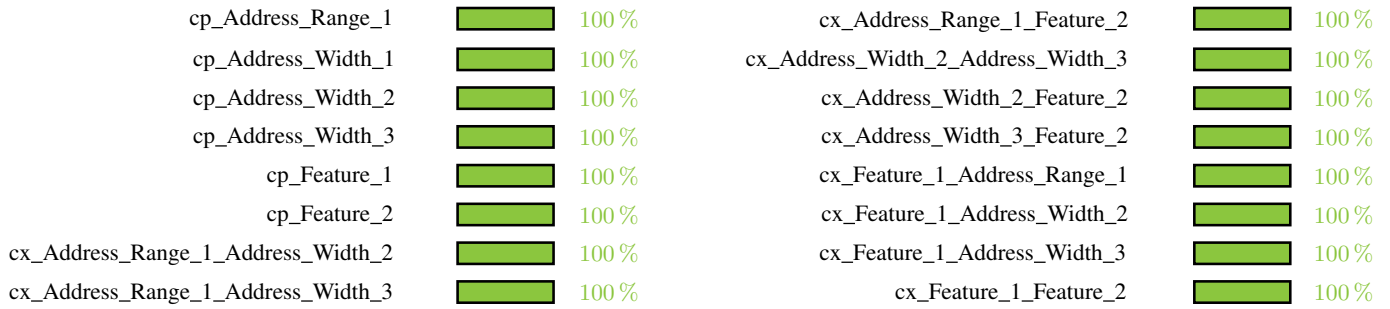 cp_Address_Range_1 100 %
cp_Address_Width_1 100 %
cp_Address_Width_2 100 %
cp_Address_Width_3 100 %
cp_Feature_1 100 %
cp_Feature_2 100 %
cx_Address_Range_1_Address_Width_2 100 %
cx_Address_Range_1_Address_Width_3 100 %
cx_Address_Range_1_Feature_2 100 %
cx_Address_Width_2_Address_Width_3 100 %
cx_Address_Width_2_Feature_2 100 %
cx_Address_Width_3_Feature_2 100 %
cx_Feature_1_Address_Range_1 100 %
cx_Feature_1_Address_Width_2 100 %
cx_Feature_1_Address_Width_3 100 %
cx_Feature_1_Feature_2 100 %